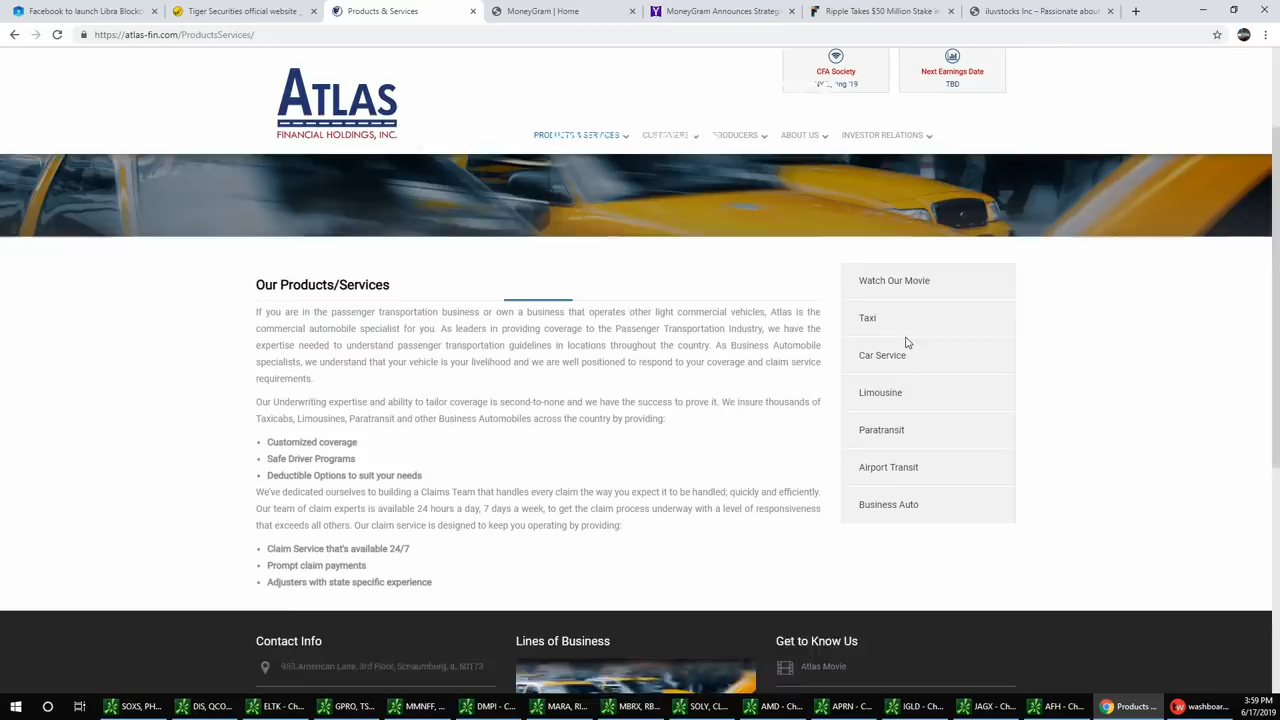 Facebook to launch Libra Blockc
Tiger Securities official website
Products & Services
MoneyGram | Home
MoneyGram Announces Strategi
Ripple Takes $50 Million Stake in
iluvstocks Inc – Passionate about
https://atlas-fin.com/ProductsServices/
CFA Society
Next Earnings Date
TBD
ATLAS
FINANCIAL HOLDINGS, INC.
PRODUCTS & SERVICES
CUSTOMERS
PRODUCERS
ABOUT US
INVESTOR RELATIONS
Our Products/Services
If you are in the passenger transportation business or own a business that operates other light commercial vehicles, Atlas is the
commercial automobile specialist for you. As leaders in providing coverage to the Passenger Transportation Industry, we have the
expertise needed to understand passenger transportation guidelines in locations throughout the country. As Business Automobile
specialists, we understand that your vehicle is your livelihood and we are well positioned to respond to your coverage and claim service
requirements.
Our Underwriting expertise and ability to tailor coverage is second-to-none and we have the success to prove it. We insure thousands of
Taxicabs, Limousines, Paratransit and other Business Automobiles across the country by providing:
• Customized coverage
• Safe Driver Programs
• Deductible Options to suit your needs
We've dedicated ourselves to building a Claims Team that handles every claim the way you expect it to be handled; quickly and efficiently.
Our team of claim experts is available 24 hours a day, 7 days a week, to get the claim process underway with a level of responsiveness
that exceeds all others. Our claim service is designed to keep you operating by providing:
• Claim Service that's available 24/7
• Prompt claim payments
• Adjusters with state specific experience
Watch Our Movie
Taxi
Car Service
Limousine
Paratransit
Airport Transit
Business Auto
Contact Info
953 American Lane, 3rd Floor, Schaumburg, IL 60173
Lines of Business
Get to Know Us
Atlas Movie
SOXS, PH...
DIS, QCO...
ELTK - Ch...
GPRO, TS...
MMNFF, ...
DMPI - C...
MARA, RI...
MBRX, RB...
SOLY, CL...
AMD - Ch...
APRN - C...
IGLD - Ch...
JAGX - Ch...
AFH - Cha...
Products ...
washboar...
3:59 PM
6/17/2019